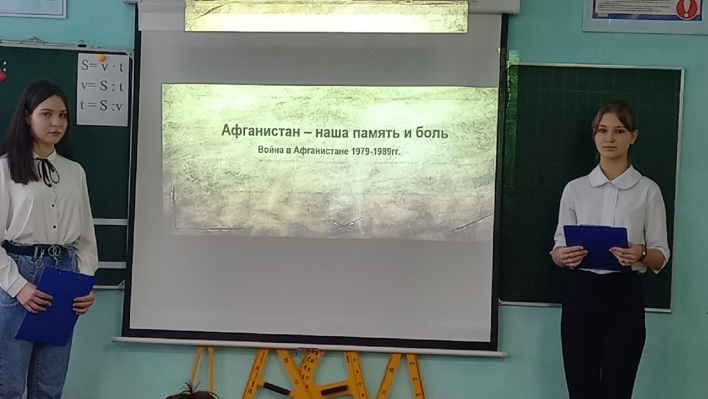 S= v · t
v= S : t
t = S :v
Афганистан – наша память и боль
Война в Афганистане 1979-1989гг.